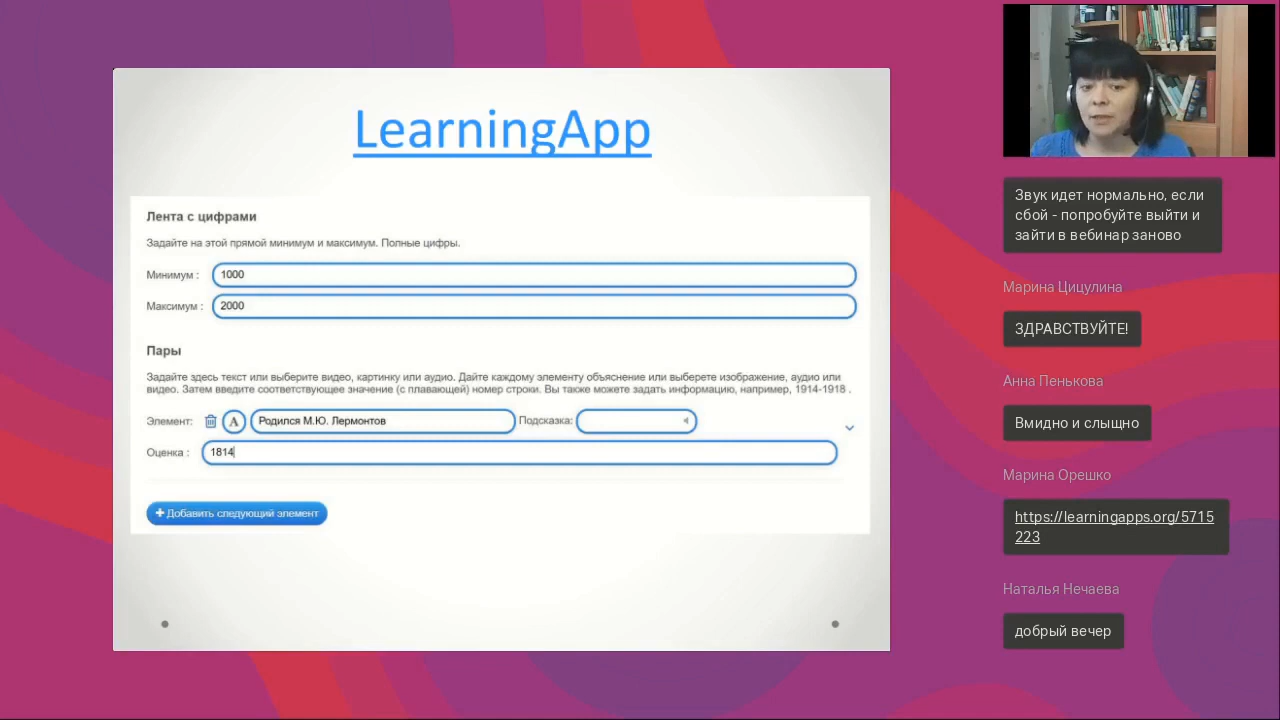 LearningApp
Лента с цифрами
Задайте на этой прямой минимум и максимум. Полные цифры.
Минимум : 1000
Максимум : 2000
Пары
Задайте здесь текст или выберите видео, картинку или аудио. Дайте каждому элементу объяснение или выберете изображение, аудио или
видео. Затем введите соответствующее значение (с плавающей) номер строки. Вы также можете задать информацию, например, 1914-1918 .
Элемент: A Родился М.Ю. Лермонтов Подсказка:
Оценка : 1814
+ Добавить следующий элемент
Звук идет нормально, если
сбой - попробуйте выйти и
зайти в вебинар заново
Марина Цицулина
ЗДРАВСТВУЙТЕ!
Анна Пенькова
Вмидно и слыщно
Марина Орешко
https://learningapps.org/5715
223
Наталья Нечаева
добрый вечер